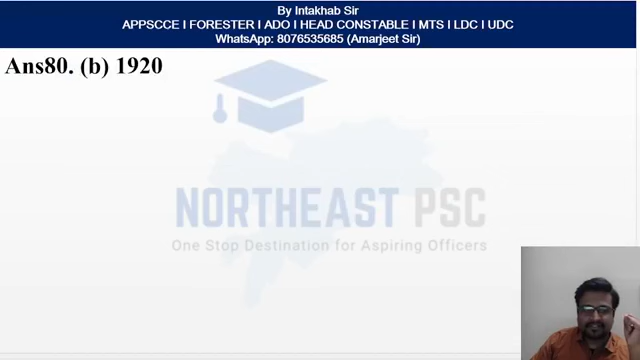 By Intakhab Sir
APPSCCE I FORESTER I ADO I HEAD CONSTABLE I MTS I LDC I UDC
WhatsApp: 8076535685 (Amarjeet Sir)
Ans80. (b) 1920
NORTHEAST PSC
One Stop Destination for Aspiring Officers